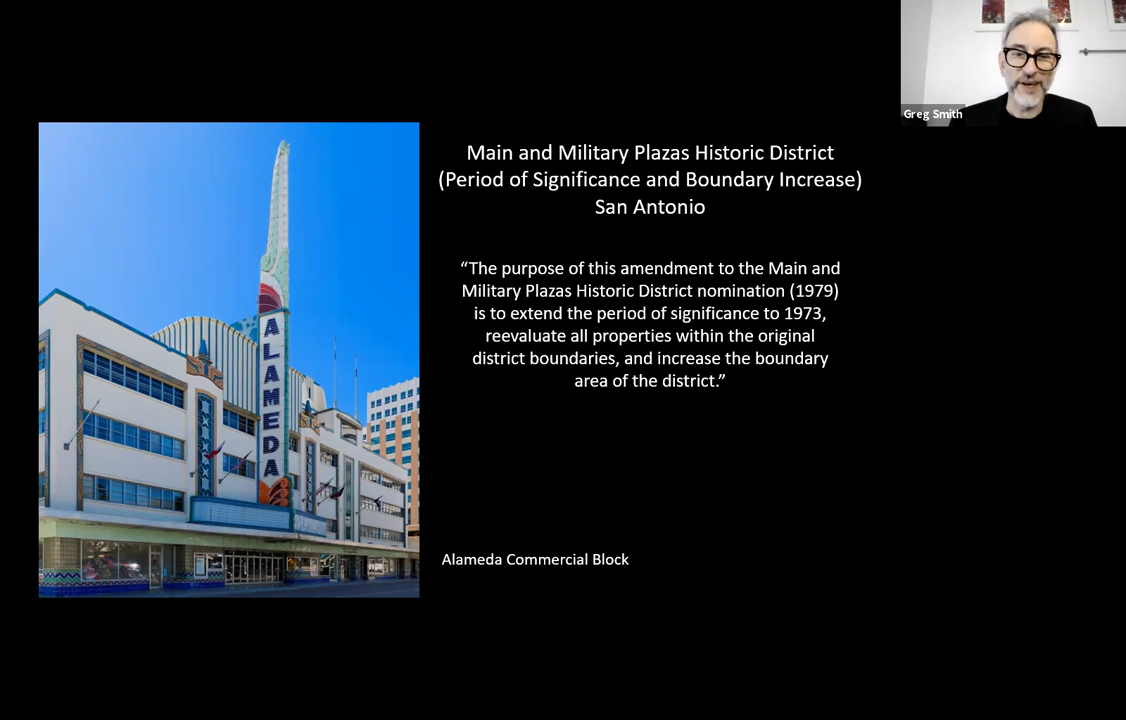 Greg Smith
Main and Military Plazas Historic District
(Period of Significance and Boundary Increase)
San Antonio
“The purpose of this amendment to the Main and
Military Plazas Historic District nomination (1979)
is to extend the period of significance to 1973,
reevaluate all properties within the original
district boundaries, and increase the boundary
area of the district.”
ALAMEDA
Alameda Commercial Block